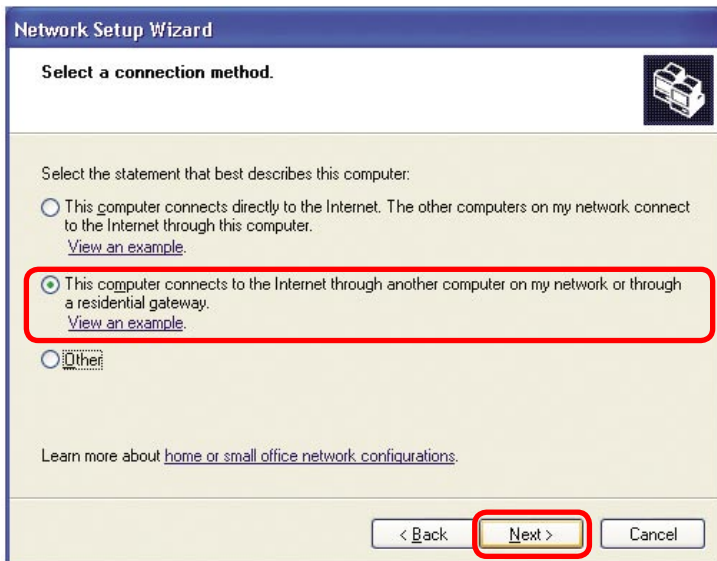 Network Setup Wizard
Select a connection method.
Select the statement that best describes this computer:
This computer connects directly to the Internet. The other computers on my network connect
to the Internet through this computer.
View an example.
This computer connects to the Internet through another computer on my network or through
a residential gateway.
View an example.
Other
Learn more about home or small office network configurations.
< Back Next > Cancel